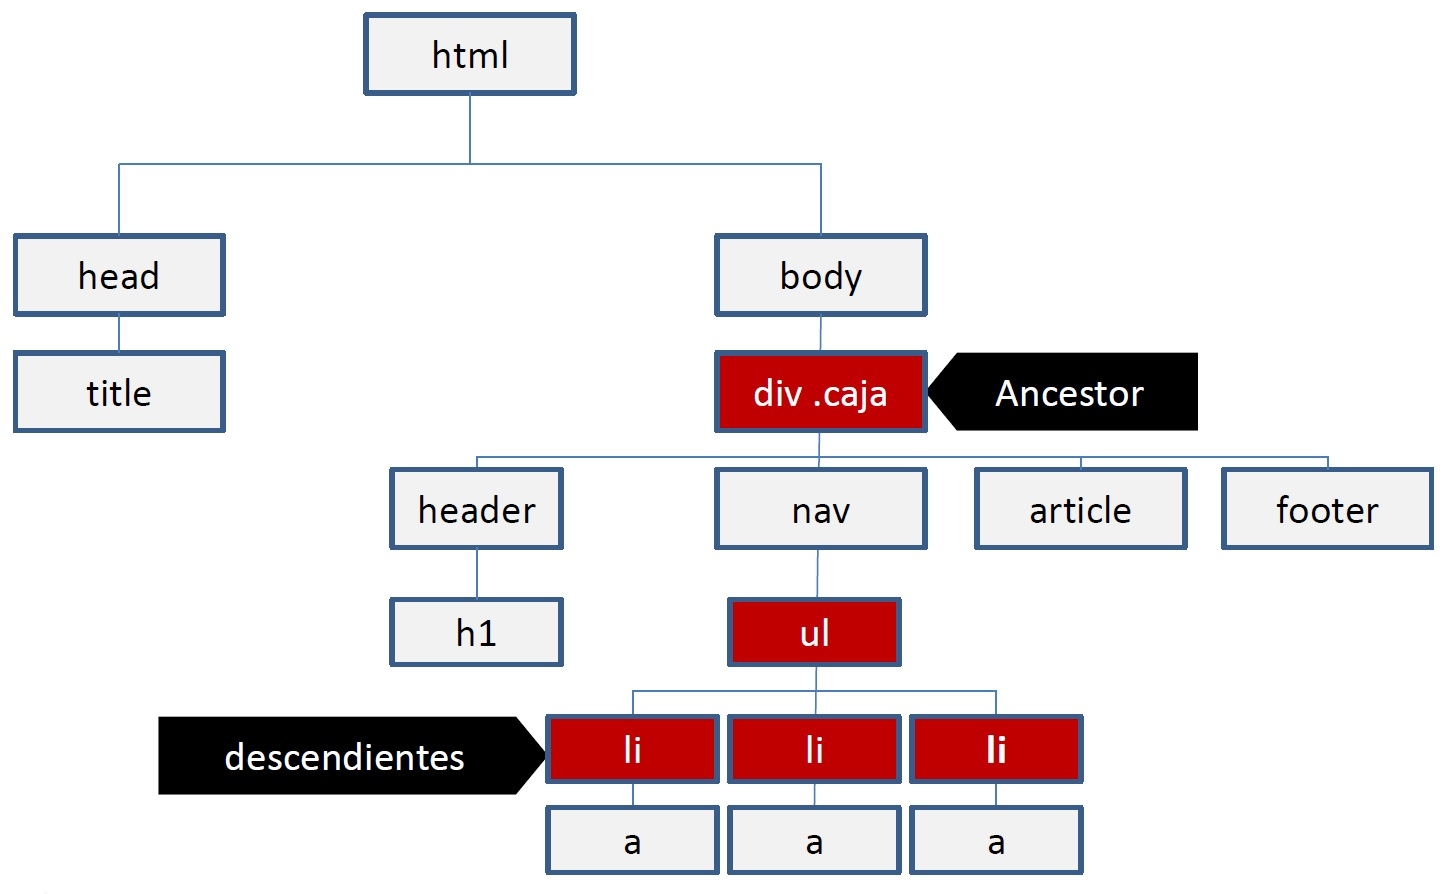 html
head
body
title
div .caja
Ancestor
header
nav
article
footer
h1
ul
descendientes
li
li
li
a
a
a